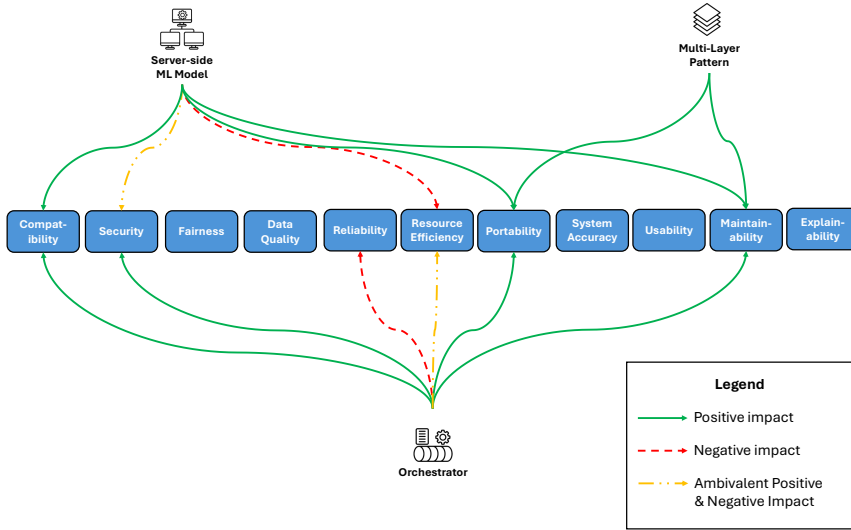 Server-side
ML Model
Multi-Layer
Pattern
Compat-
ibility
Security
Fairness
Data
Quality
Reliability
Resource
Efficiency
Portability
System
Accuracy
Usability
Maintain-
ability
Explain-
ability
Orchestrator
Legend
Positive impact
Negative impact
Ambivalent Positive
& Negative Impact